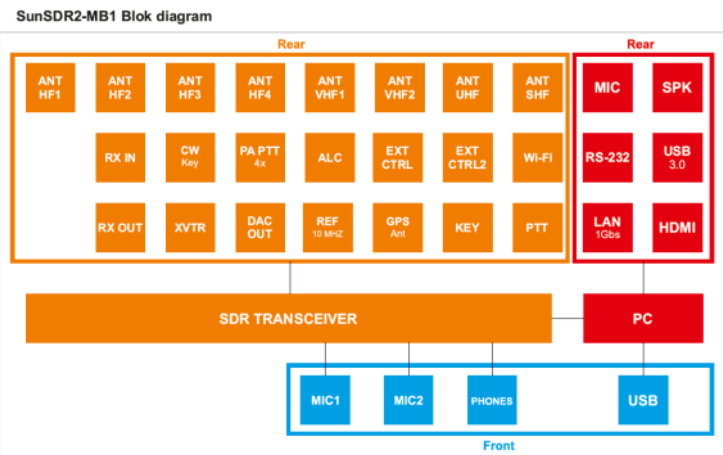 SunSDR2-MB1 Blok diagram
Rear
Rear
ANT
HF1
ANT
HF2
ANT
HF3
ANT
HF4
ANT
VHF1
ANT
VHF2
ANT
UHF
ANT
SHF
MIC
SPK
RX IN
CW
Key
PA PTT
4x
ALC
EXT
CTRL
EXT
CTRL2
Wi-Fi
RS-232
USB
3.0
RX OUT
XVTR
DAC
OUT
REF
10 MHZ
GPS
Ant
KEY
PTT
LAN
1Gbs
HDMI
SDR TRANSCEIVER
PC
MIC1
MIC2
PHONES
USB
Front